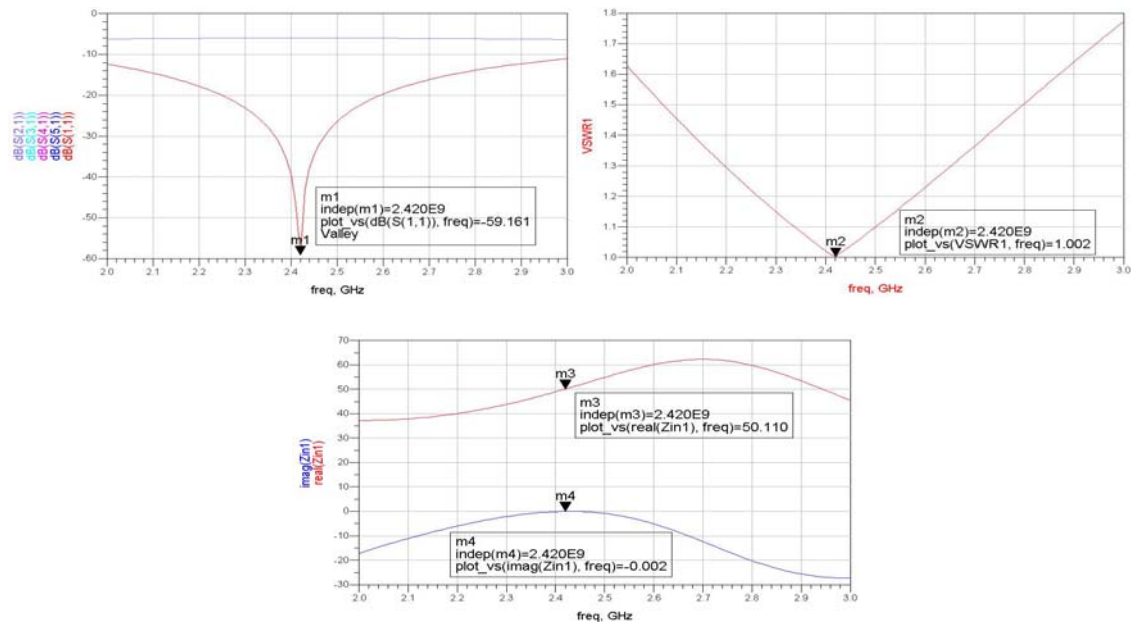 dB(S(2,1))
dB(S(3,1))
dB(S(4,1))
dB(S(5,1))
dB(S(1,1))
0
-10
-20
-30
-40
-50
-60
2.0 2.1 2.2 2.3 2.4 2.5 2.6 2.7 2.8 2.9 3.0
freq, GHz
m1
m1
indep(m1)=2.420E9
plot_vs(dB(S(1,1)), freq)=-59.161
Valley
VSWR1
1.8
1.7
1.6
1.5
1.4
1.3
1.2
1.1
1.0
2.0 2.1 2.2 2.3 2.4 2.5 2.6 2.7 2.8 2.9 3.0
freq, GHz
m2
m2
indep(m2)=2.420E9
plot_vs(VSWR1, freq)=1.002
imag(Zin1)
real(Zin1)
70
60
50
40
30
20
10
0
-10
-20
-30
2.0 2.1 2.2 2.3 2.4 2.5 2.6 2.7 2.8 2.9 3.0
freq, GHz
m3
m3
indep(m3)=2.420E9
plot_vs(real(Zin1), freq)=50.110
m4
m4
indep(m4)=2.420E9
plot_vs(imag(Zin1), freq)=-0.002